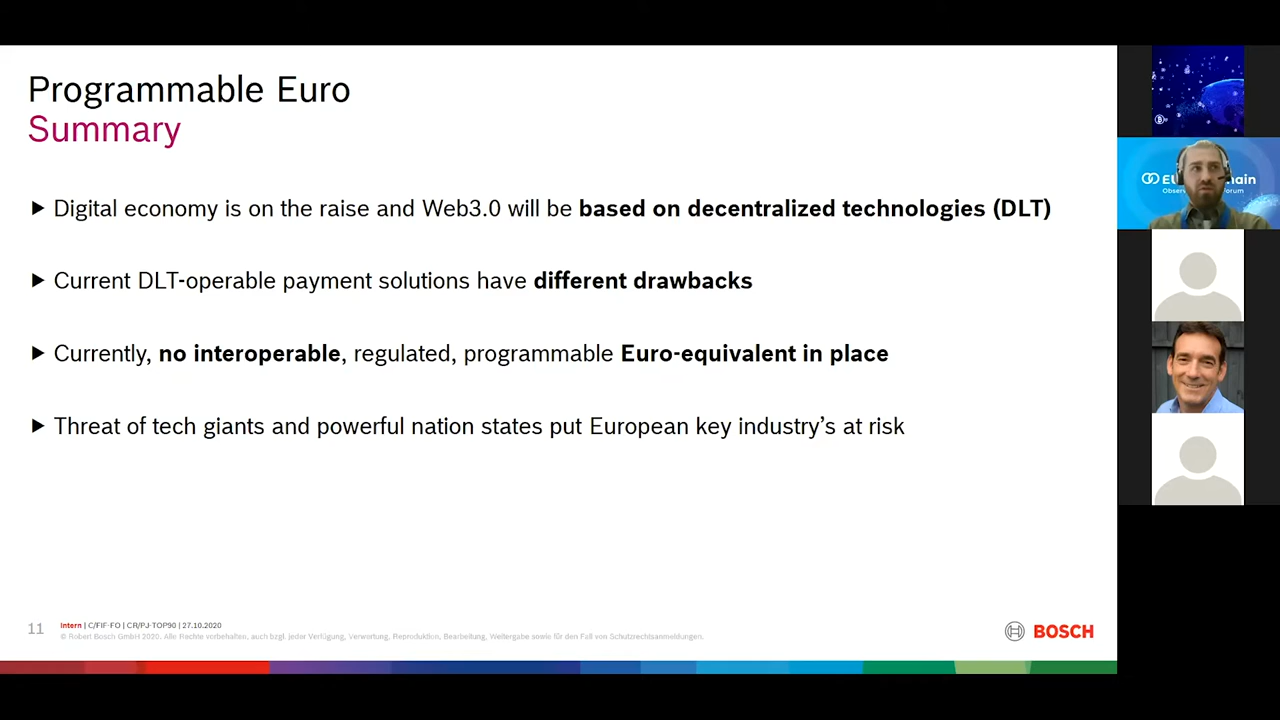 Programmable Euro
Summary
▶ Digital economy is on the raise and Web3.0 will be based on decentralized technologies (DLT)
▶ Current DLT-operable payment solutions have different drawbacks
▶ Currently, no interoperable, regulated, programmable Euro-equivalent in place
▶ Threat of tech giants and powerful nation states put European key industry's at risk
11
Intern | C/FIF-FO | CR/PJ-TOP90 | 27.10.2020
© Robert Bosch GmbH 2020. Alle Rechte vorbehalten, auch bzgl. jeder Verfügung, Verwertung, Reproduktion, Bearbeitung, Weitergabe sowie für den Fall von Schutzrechtsanmeldungen.
BOSCH